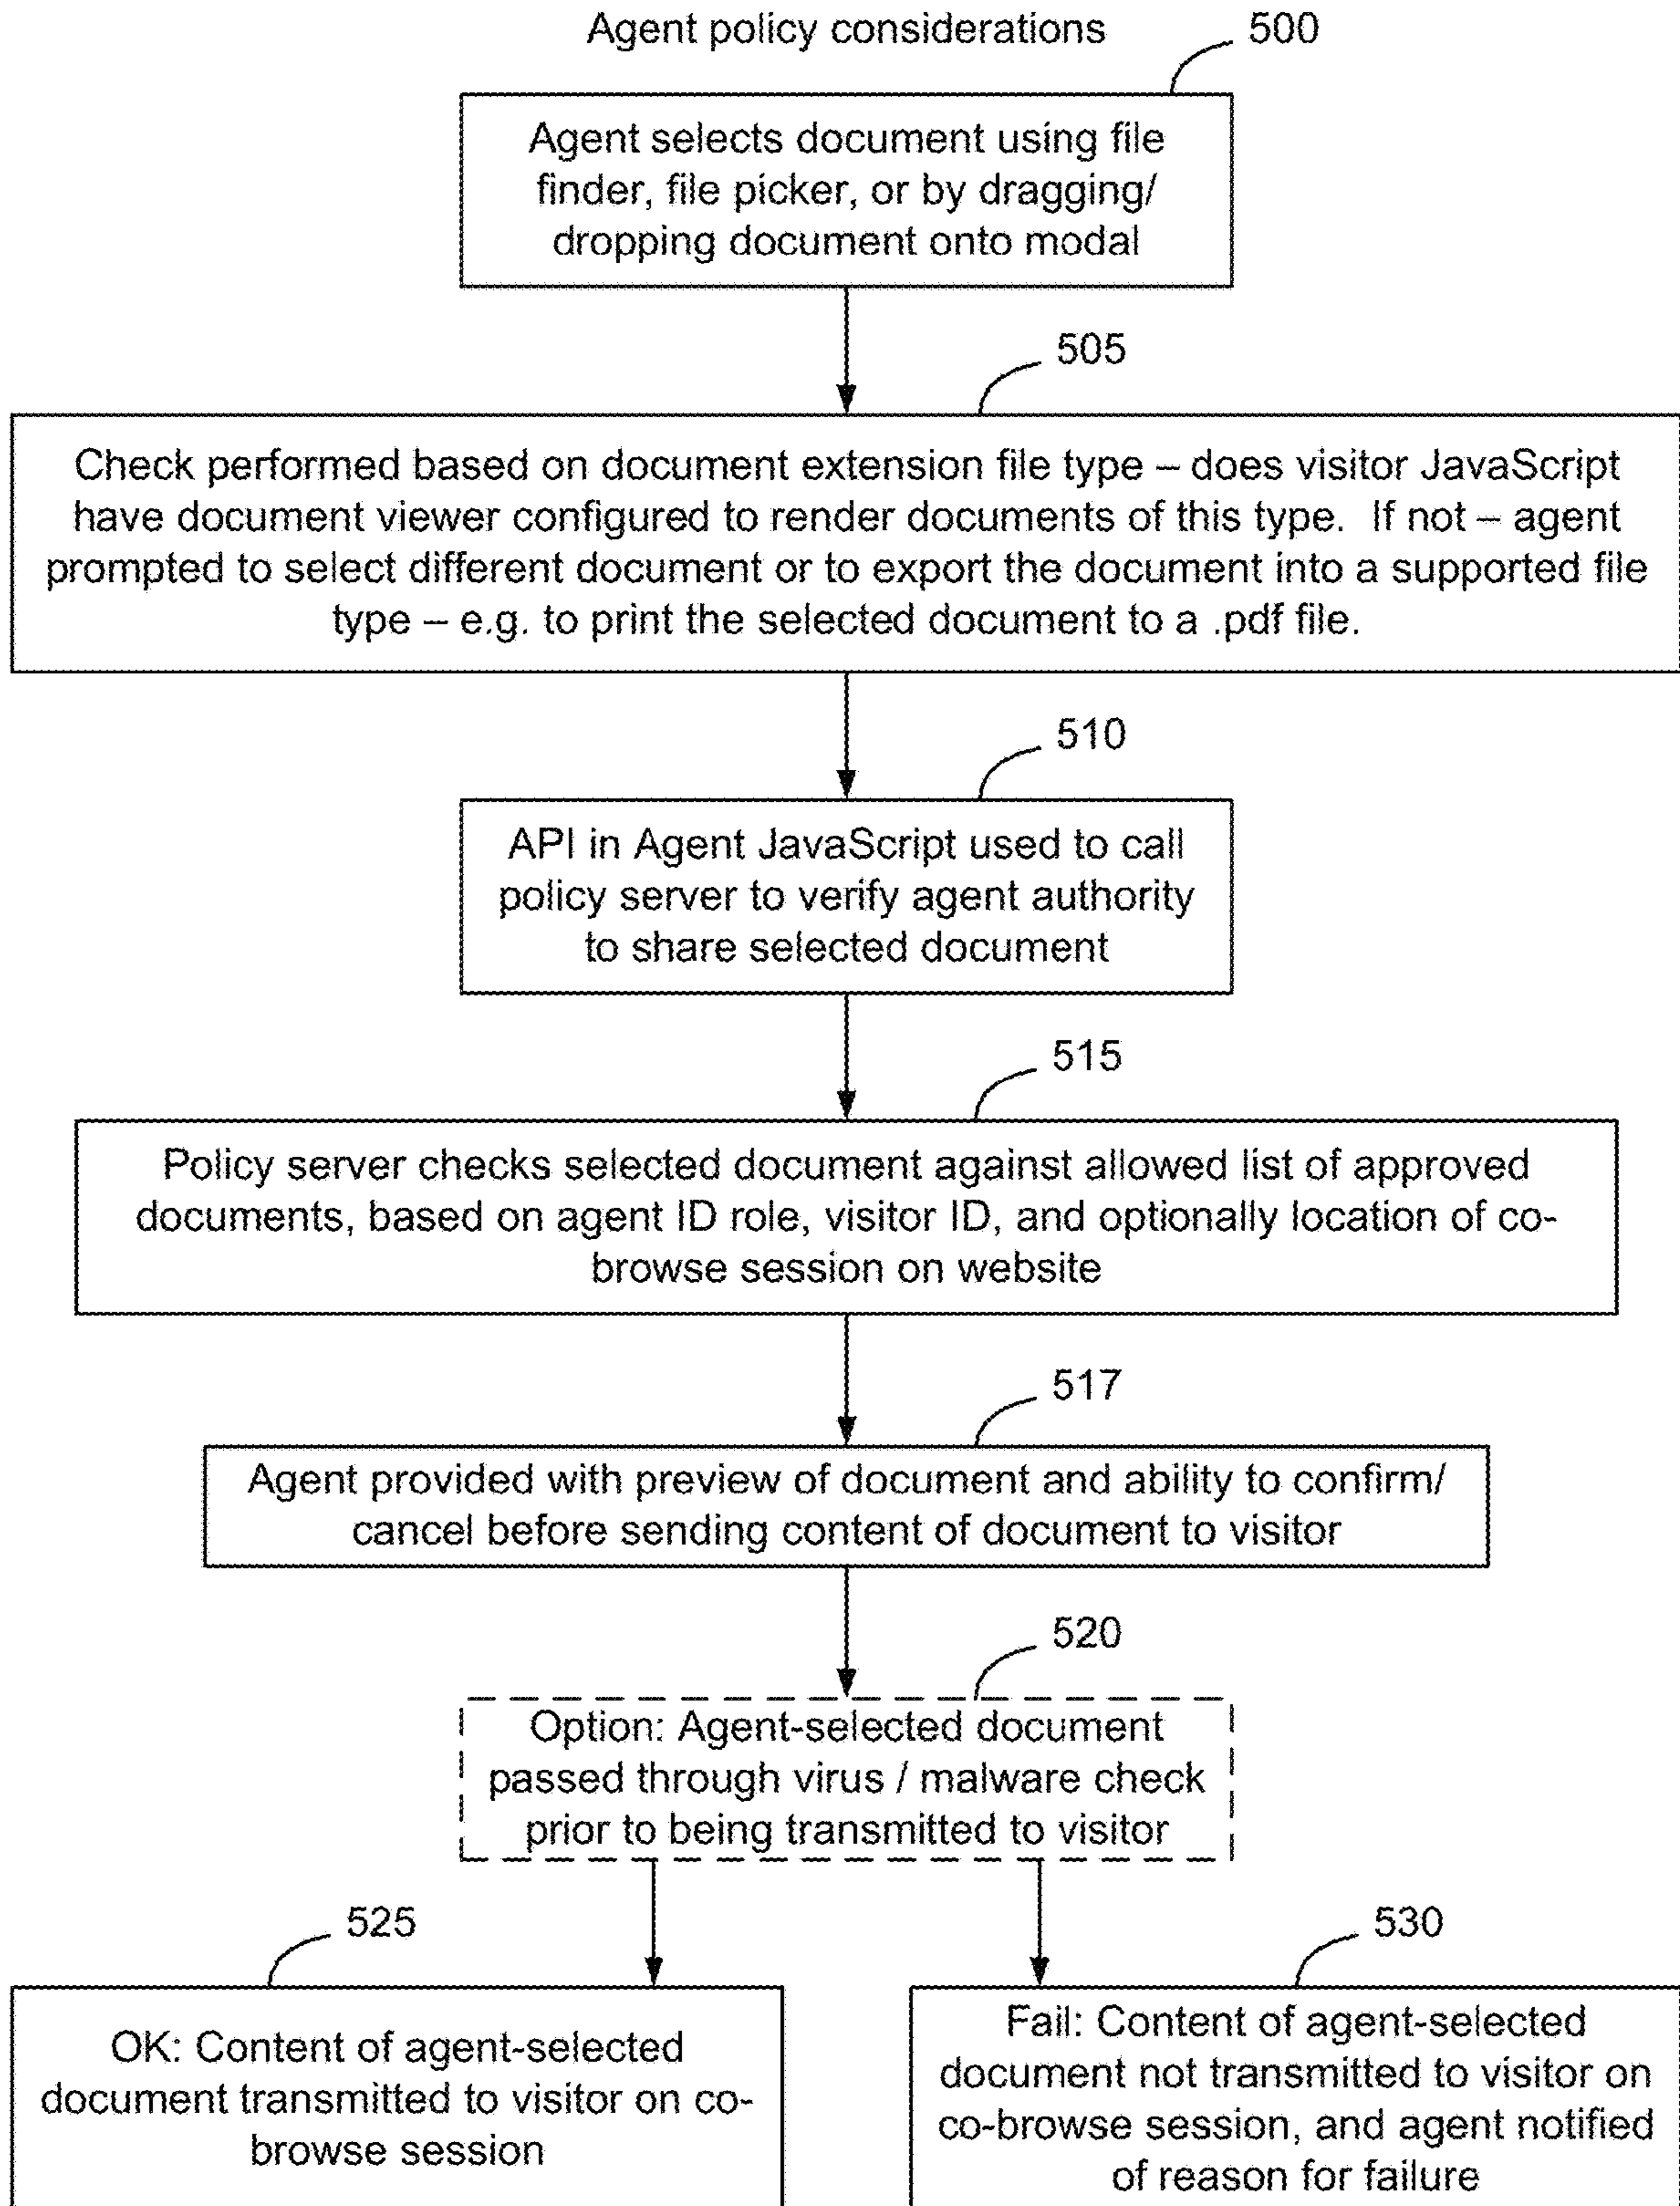 Agent policy considerations
500
Agent selects document using file
finder, file picker, or by dragging/
dropping document onto modal
505
Check performed based on document extension file type – does visitor JavaScript
have document viewer configured to render documents of this type. If not – agent
prompted to select different document or to export the document into a supported file
type – e.g. to print the selected document to a .pdf file.
510
API in Agent JavaScript used to call
policy server to verify agent authority
to share selected document
515
Policy server checks selected document against allowed list of approved
documents, based on agent ID role, visitor ID, and optionally location of co-
browse session on website
517
Agent provided with preview of document and ability to confirm/
cancel before sending content of document to visitor
520
Option: Agent-selected document
passed through virus / malware check
prior to being transmitted to visitor
525
OK: Content of agent-selected
document transmitted to visitor on co-
browse session
530
Fail: Content of agent-selected
document not transmitted to visitor on
co-browse session, and agent notified
of reason for failure